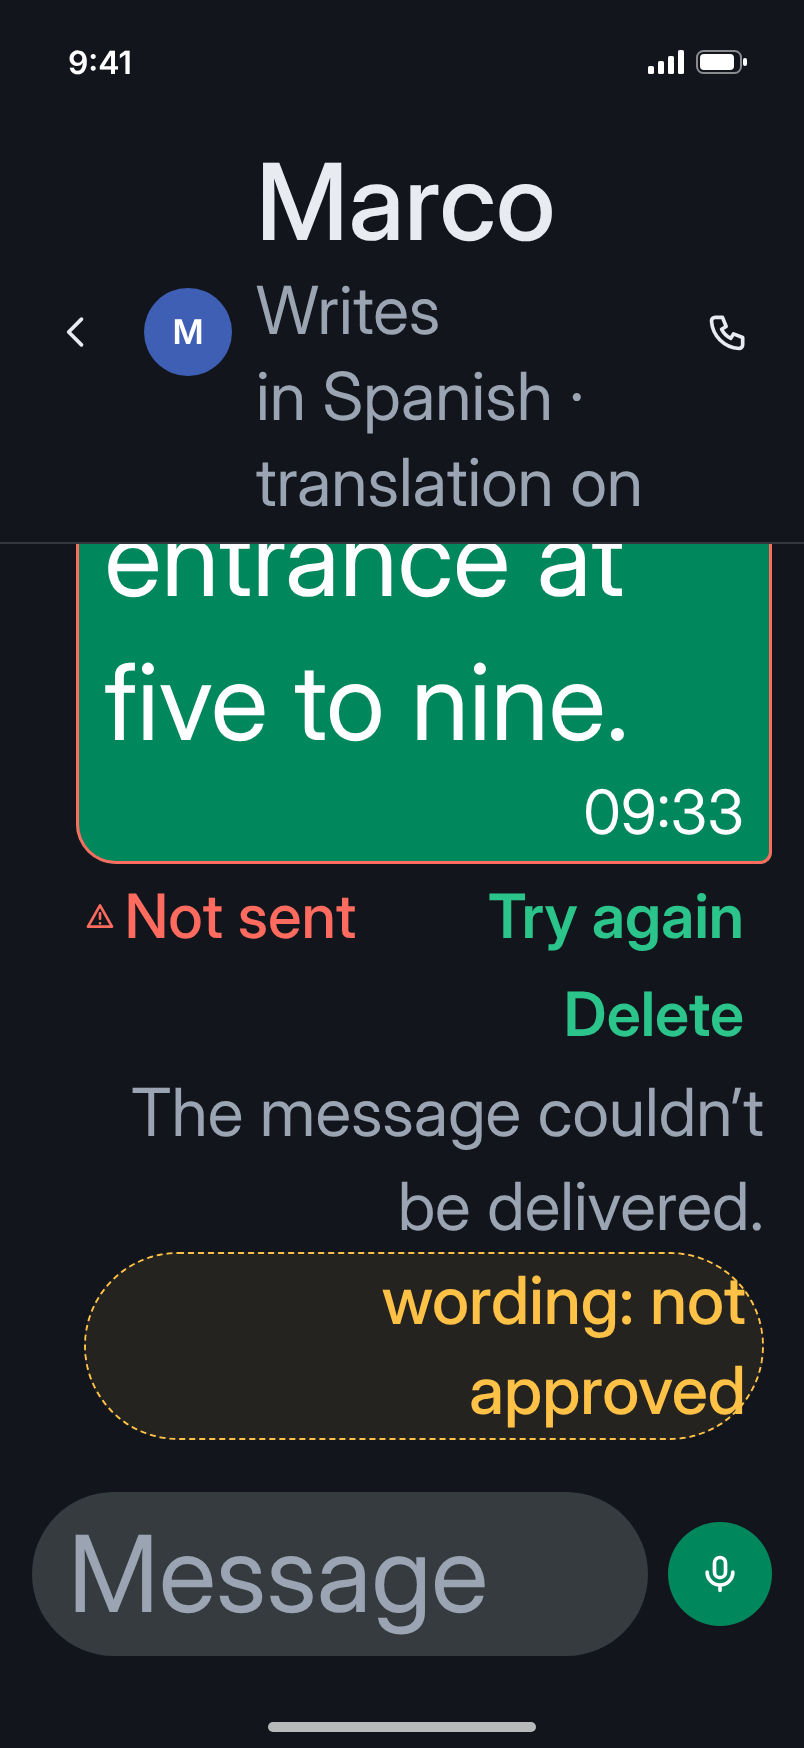 9:41
Marco
M
Writes
in Spanish ·
translation on
entrance at
five to nine.
09:33
Not sent
Try again
Delete
The message couldn’t
be delivered.
wording: not
approved
Message